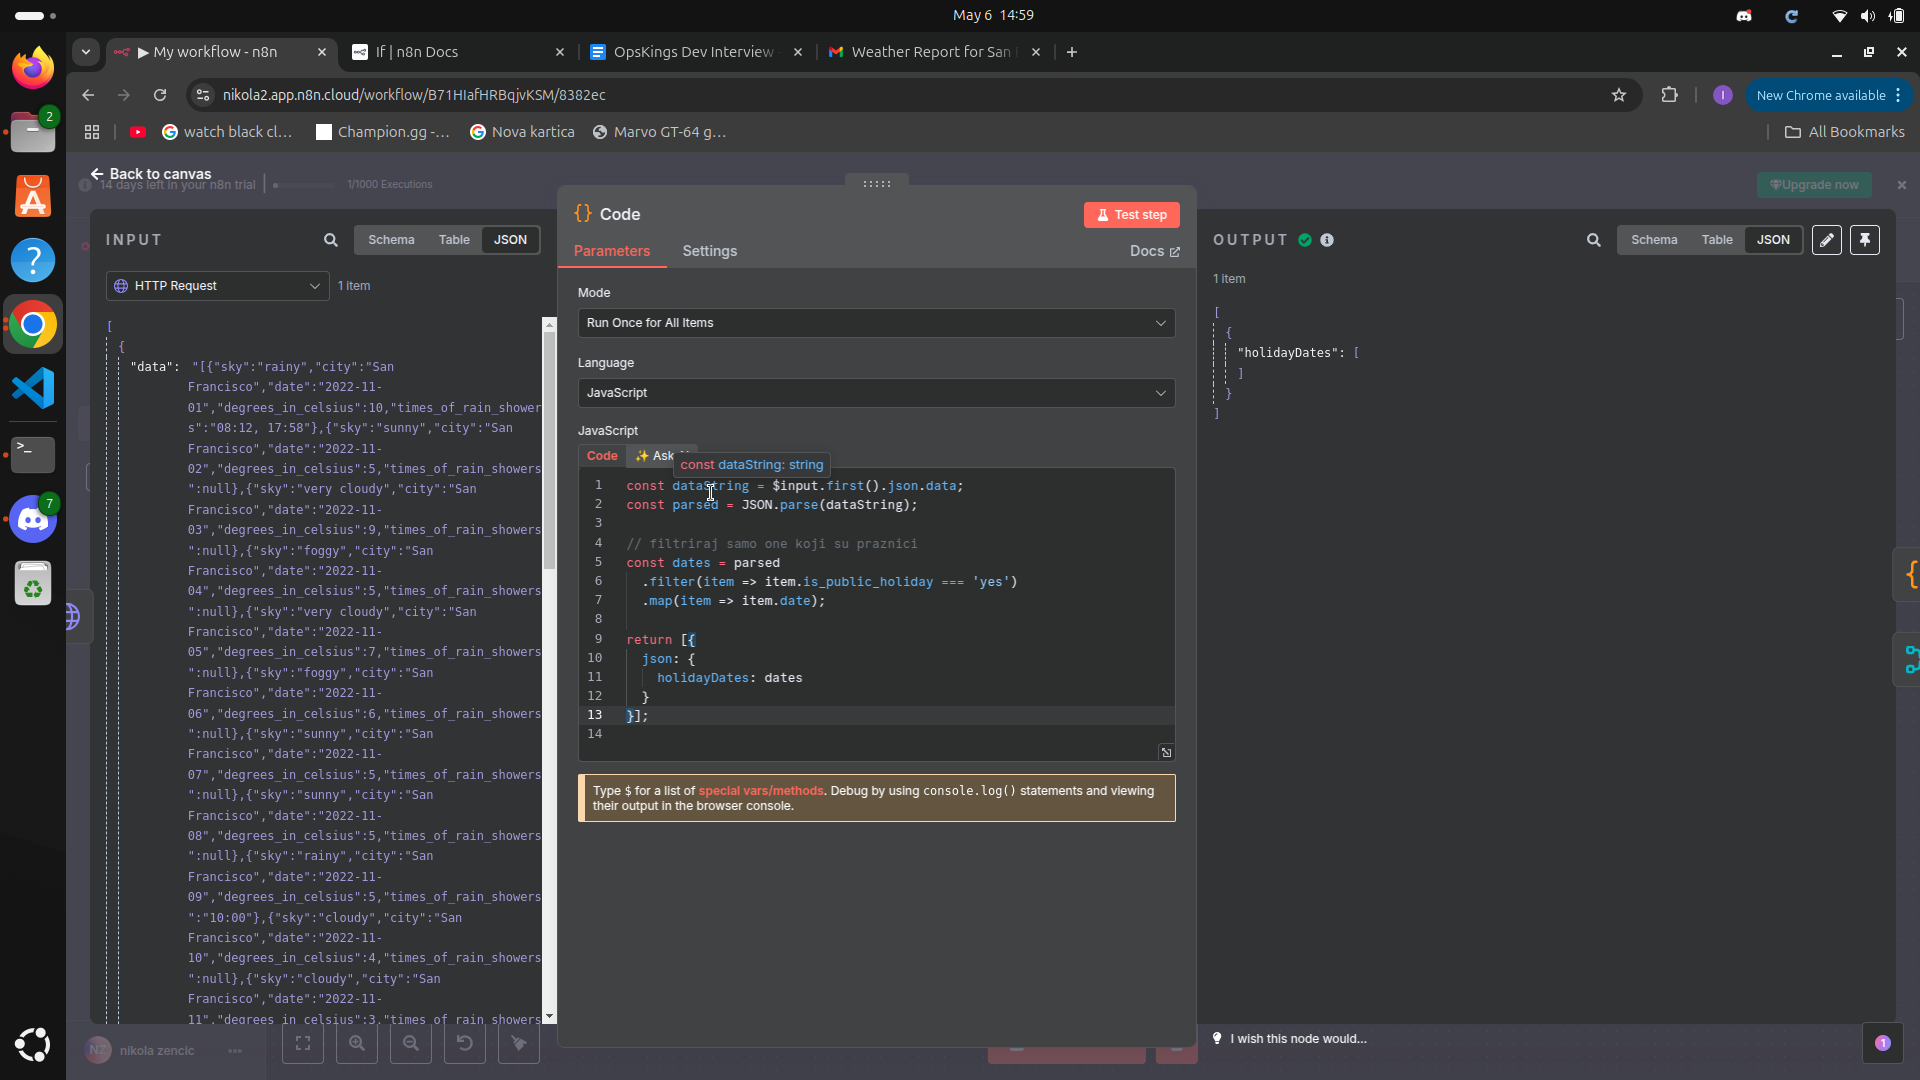 May 6 14:59
▶ My workflow - n8n
If | n8n Docs
OpsKings Dev Interview
Weather Report for San
nikola2.app.n8n.cloud/workflow/B71HIafHRBqjvKSM/8382ec
I
New Chrome available
watch black cl...
Champion.gg -...
Nova kartica
Marvo GT-64 g...
All Bookmarks
2
7
Back to canvas
14 days left in your n8n trial
1/1000 Executions
Upgrade now
INPUT
Schema
Table
JSON
HTTP Request
1 item
[
{
"data": "[{"sky":"rainy","city":"San
Francisco","date":"2022-11-
01","degrees_in_celsius":10,"times_of_rain_shower
s":"08:12, 17:58"},{"sky":"sunny","city":"San
Francisco","date":"2022-11-
02","degrees_in_celsius":5,"times_of_rain_showers
":null},{"sky":"very cloudy","city":"San
Francisco","date":"2022-11-
03","degrees_in_celsius":9,"times_of_rain_showers
":null},{"sky":"foggy","city":"San
Francisco","date":"2022-11-
04","degrees_in_celsius":5,"times_of_rain_showers
":null},{"sky":"very cloudy","city":"San
Francisco","date":"2022-11-
05","degrees_in_celsius":7,"times_of_rain_showers
":null},{"sky":"foggy","city":"San
Francisco","date":"2022-11-
06","degrees_in_celsius":6,"times_of_rain_showers
":null},{"sky":"sunny","city":"San
Francisco","date":"2022-11-
07","degrees_in_celsius":5,"times_of_rain_showers
":null},{"sky":"sunny","city":"San
Francisco","date":"2022-11-
08","degrees_in_celsius":5,"times_of_rain_showers
":null},{"sky":"rainy","city":"San
Francisco","date":"2022-11-
09","degrees_in_celsius":5,"times_of_rain_showers
":"10:00"},{"sky":"cloudy","city":"San
Francisco","date":"2022-11-
10","degrees_in_celsius":4,"times_of_rain_showers
":null},{"sky":"cloudy","city":"San
Francisco","date":"2022-11-
11","degrees_in_celsius":3,"times_of_rain_showers
NZ
nikola zencic
{} Code
Test step
Parameters
Settings
Docs
Mode
Run Once for All Items
Language
JavaScript
JavaScript
Code
✨ Ask
const dataString: string
1 const dataString = $input.first().json.data;
2 const parsed = JSON.parse(dataString);
3
4 // filtriraj samo one koji su praznici
5 const dates = parsed
6 .filter(item => item.is_public_holiday === 'yes')
7 .map(item => item.date);
8
9 return [{
10 json: {
11 holidayDates: dates
12 }
13 }];
14
Type $ for a list of special vars/methods. Debug by using console.log() statements and viewing
their output in the browser console.
OUTPUT
Schema
Table
JSON
1 item
[
{
"holidayDates": [
]
}
]
I wish this node would...
1